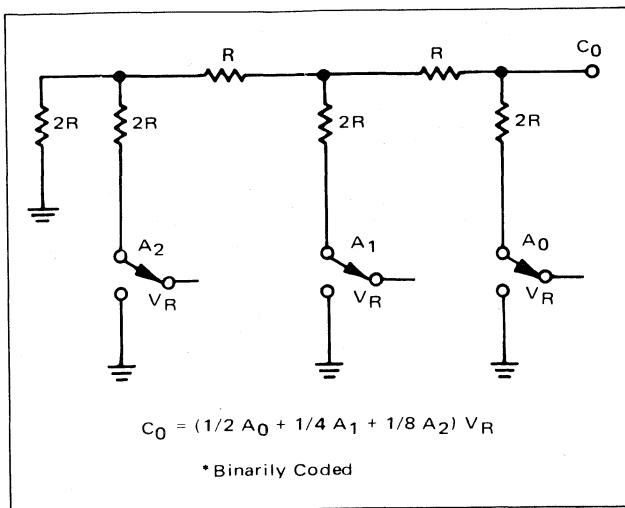 R R C0
2R 2R 2R 2R
A2 A1 A0
VR VR VR
C0 = (1/2 A0 + 1/4 A1 + 1/8 A2) VR
*Binarily Coded